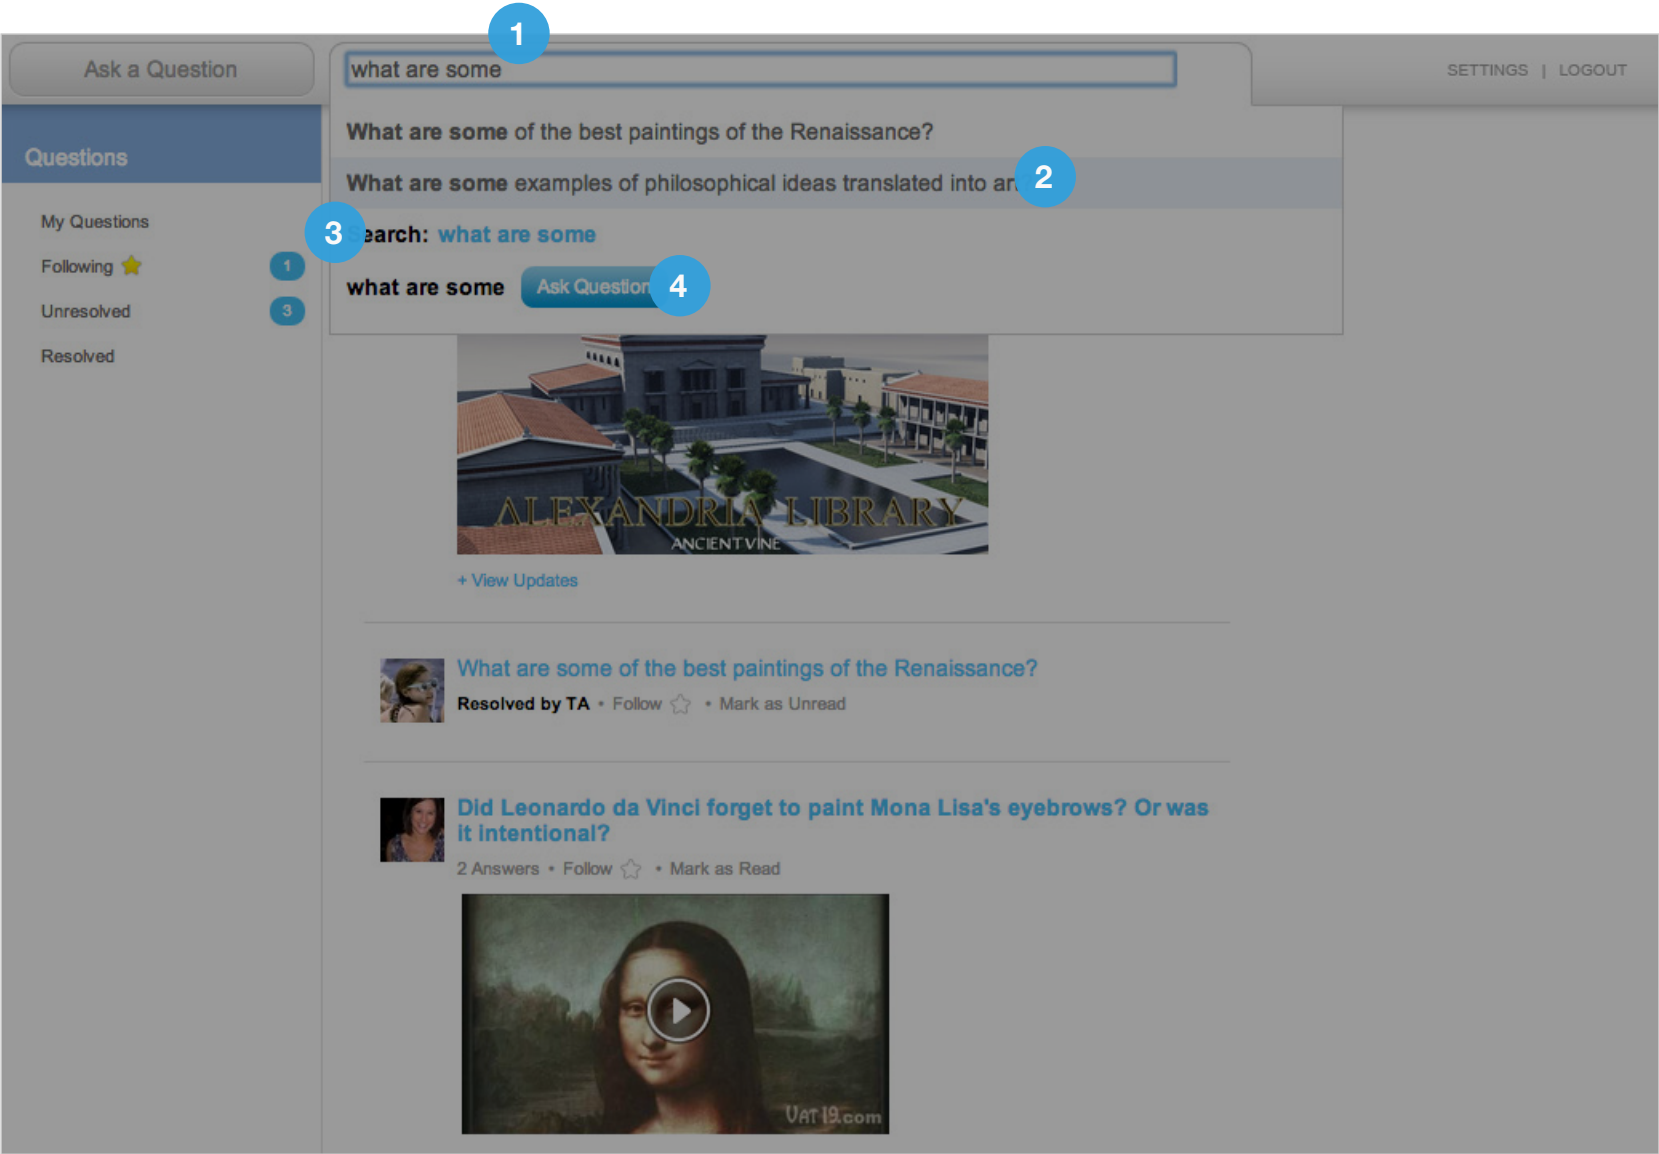 1
Ask a Question
what are some
SETTINGS | LOGOUT
What are some of the best paintings of the Renaissance?
Questions
What are some examples of philosophical ideas translated into art?
2
My Questions
3
Search: what are some
Following
1
what are some
Ask Question
4
Unresolved
3
Resolved
ALEXANDRIA LIBRARY
ANCIENTVINE
+ View Updates
What are some of the best paintings of the Renaissance?
Resolved by TA • Follow • Mark as Unread
Did Leonardo da Vinci forget to paint Mona Lisa's eyebrows? Or was
it intentional?
2 Answers • Follow • Mark as Read
VAT19.com